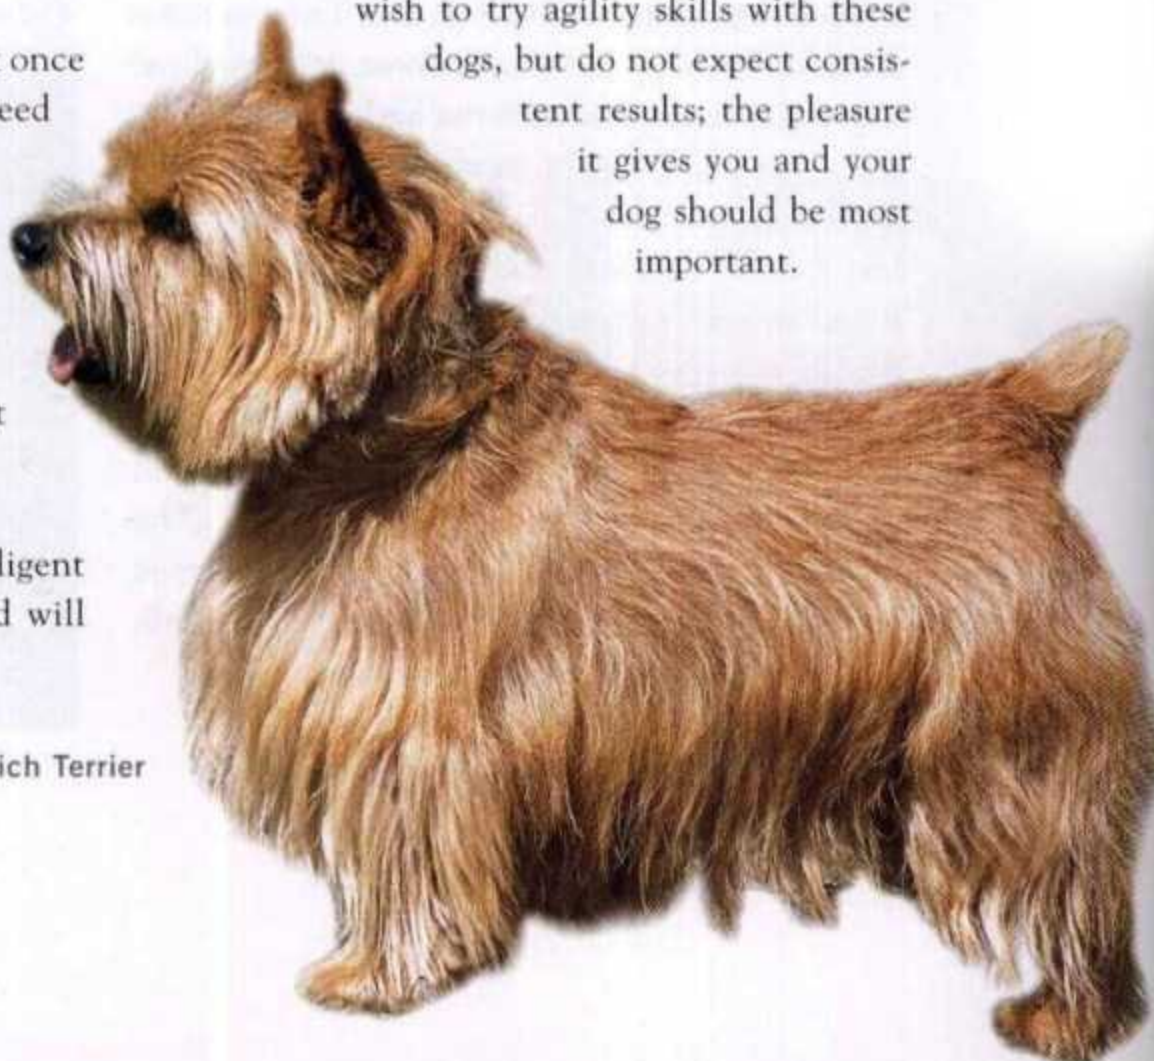 once
eed
t
ligent
d will
ich Terrier
wish to try agility skills with these
dogs, but do not expect consis-
tent results; the pleasure
it gives you and your
dog should be most
important.